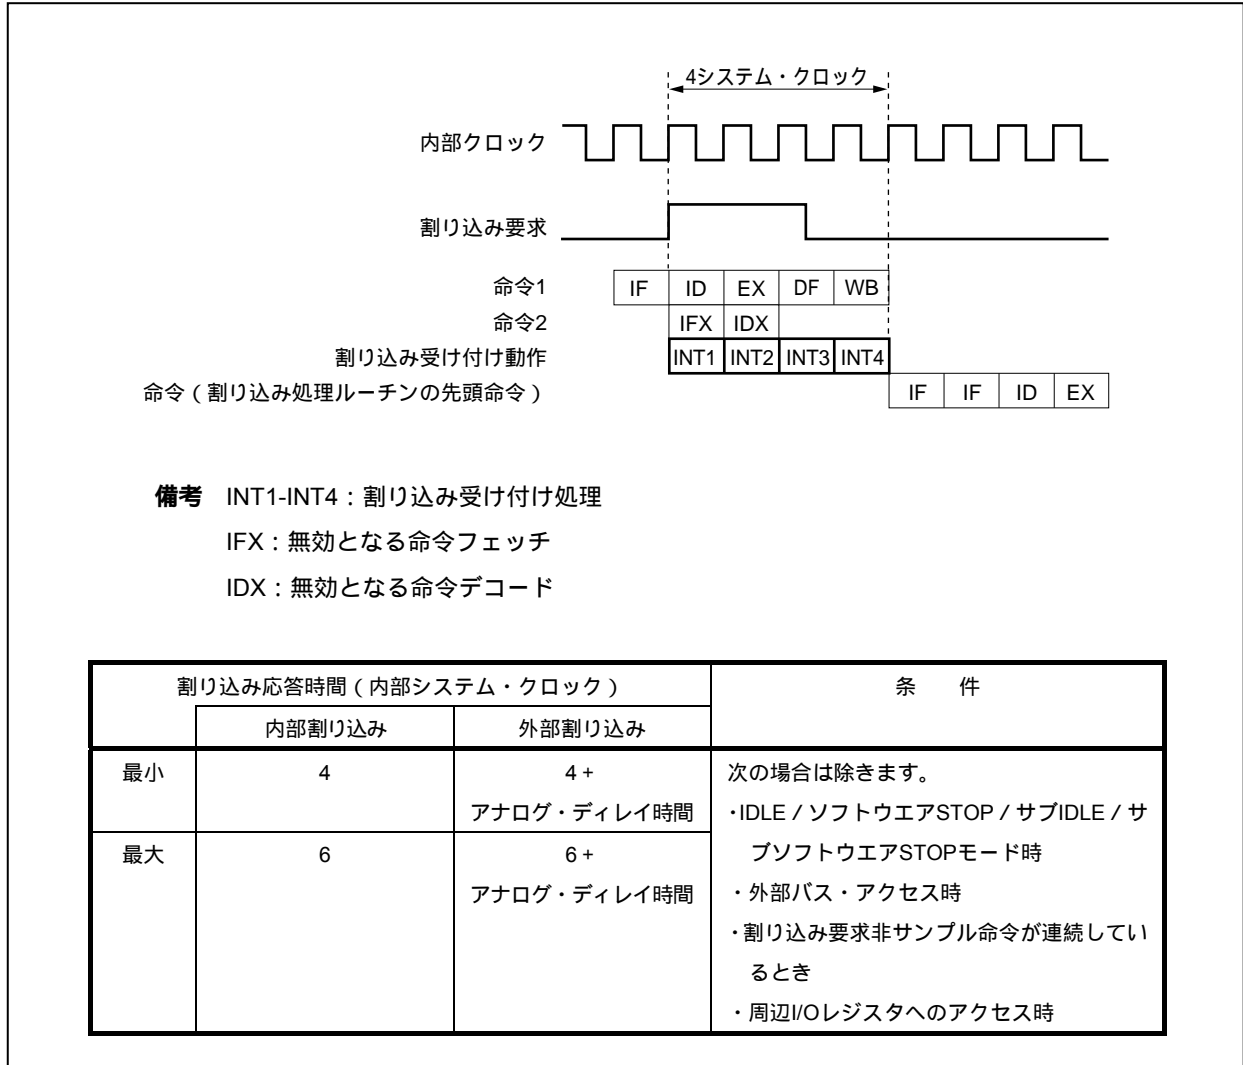 4システム・クロック
内部クロック
割り込み要求
命令1 IF ID EX DF WB
命令2 IFX IDX
割り込み受け付け動作 INT1 INT2 INT3 INT4
命令（割り込み処理ルーチンの先頭命令） IF IF ID EX
備考 INT1-INT4：割り込み受け付け処理
IFX：無効となる命令フェッチ
IDX：無効となる命令デコード
割り込み応答時間（内部システム・クロック） 条　件
内部割り込み 外部割り込み
最小 4 4＋ 次の場合は除きます。
アナログ・ディレイ時間 ・IDLE／ソフトウエアSTOP／サブIDLE／サ
最大 6 6＋ ブソフトウエアSTOPモード時
アナログ・ディレイ時間 ・外部バス・アクセス時
・割り込み要求非サンプル命令が連続してい
るとき
・周辺I/Oレジスタへのアクセス時